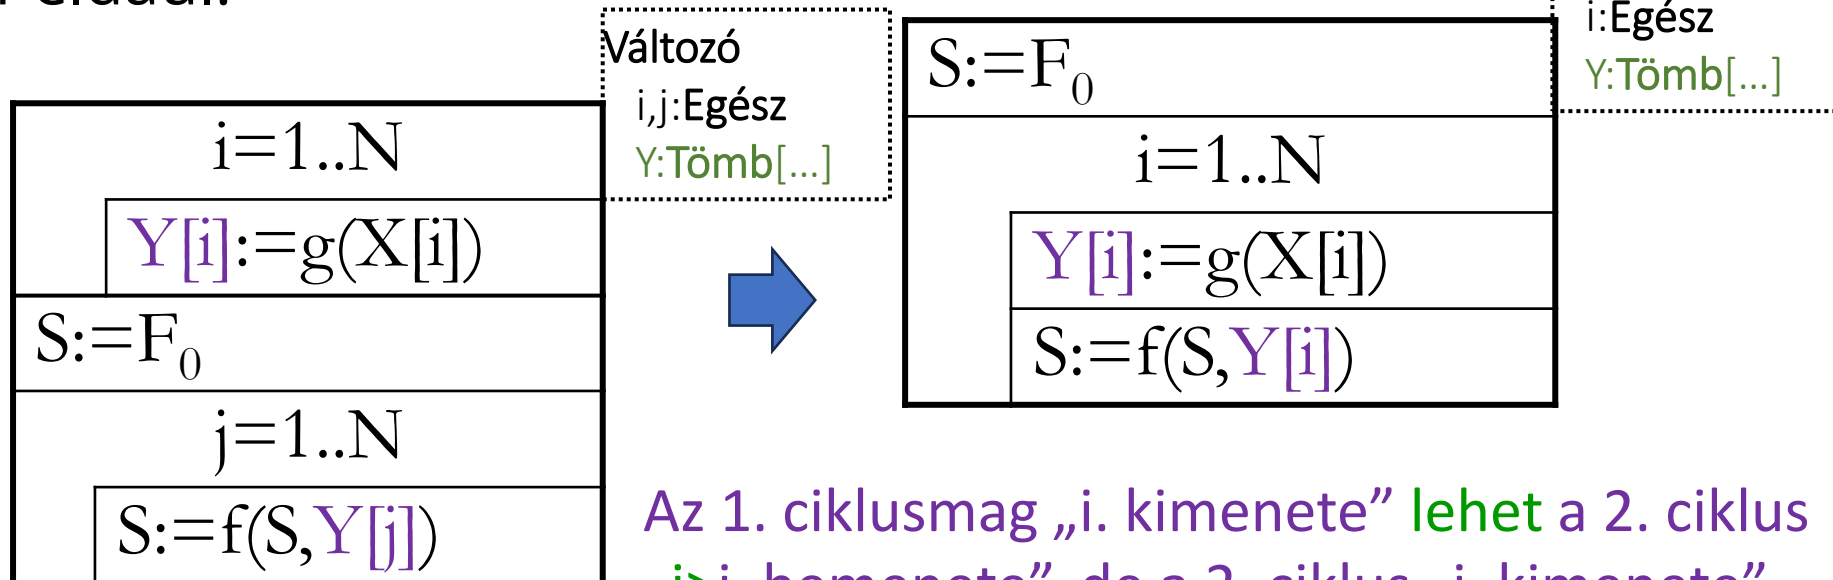 Változó
i,j:Egész
Y:Tömb[...]
i=1..N
Y[i]:=g(X[i])
S:=F₀
j=1..N
S:=f(S,Y[j])
S:=F₀
i=1..N
Y[i]:=g(X[i])
S:=f(S,Y[i])
i:Egész
Y:Tömb[...]
Az 1. ciklusmag „i. kimenete” lehet a 2. ciklus